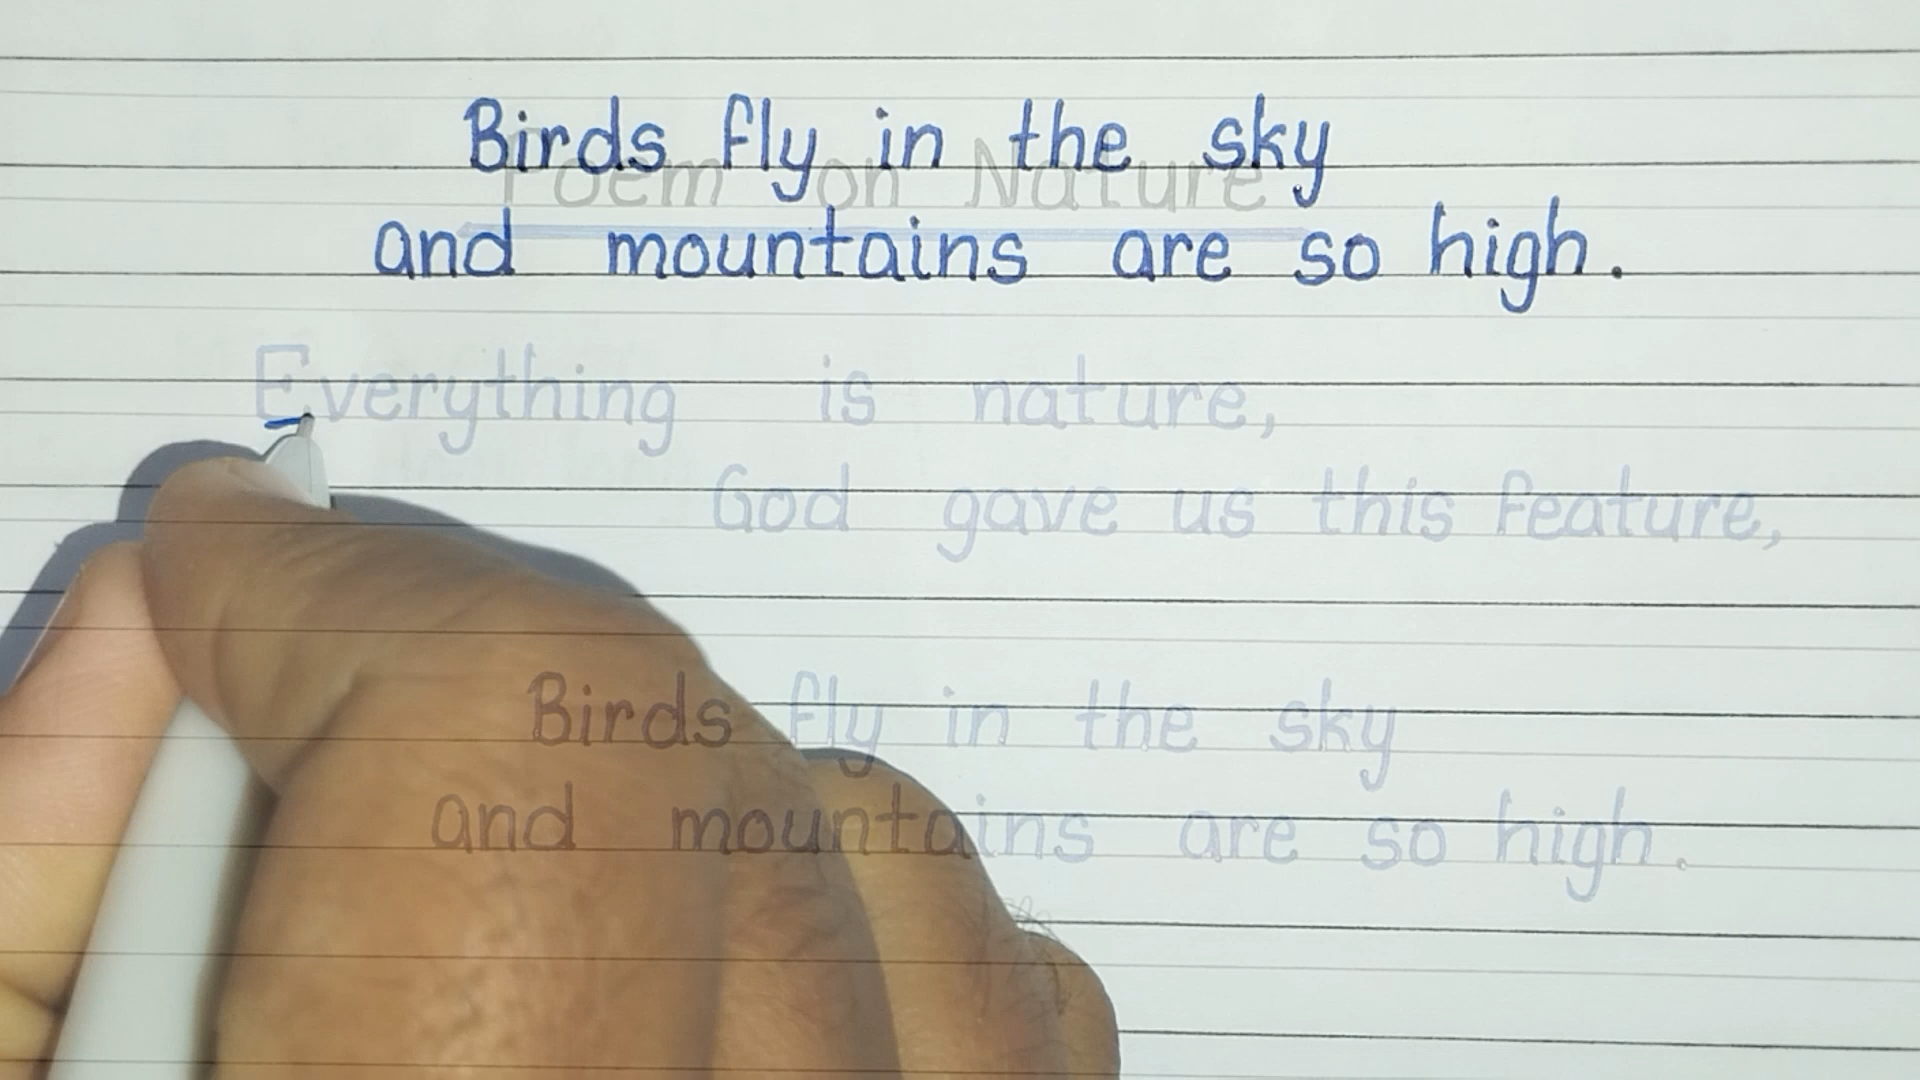 Birds fly in the sky
Poem on Nature
and mountains are so high.
Everything is nature,
God gave us this feature,
Birds fly in the sky
and mountains are so high.